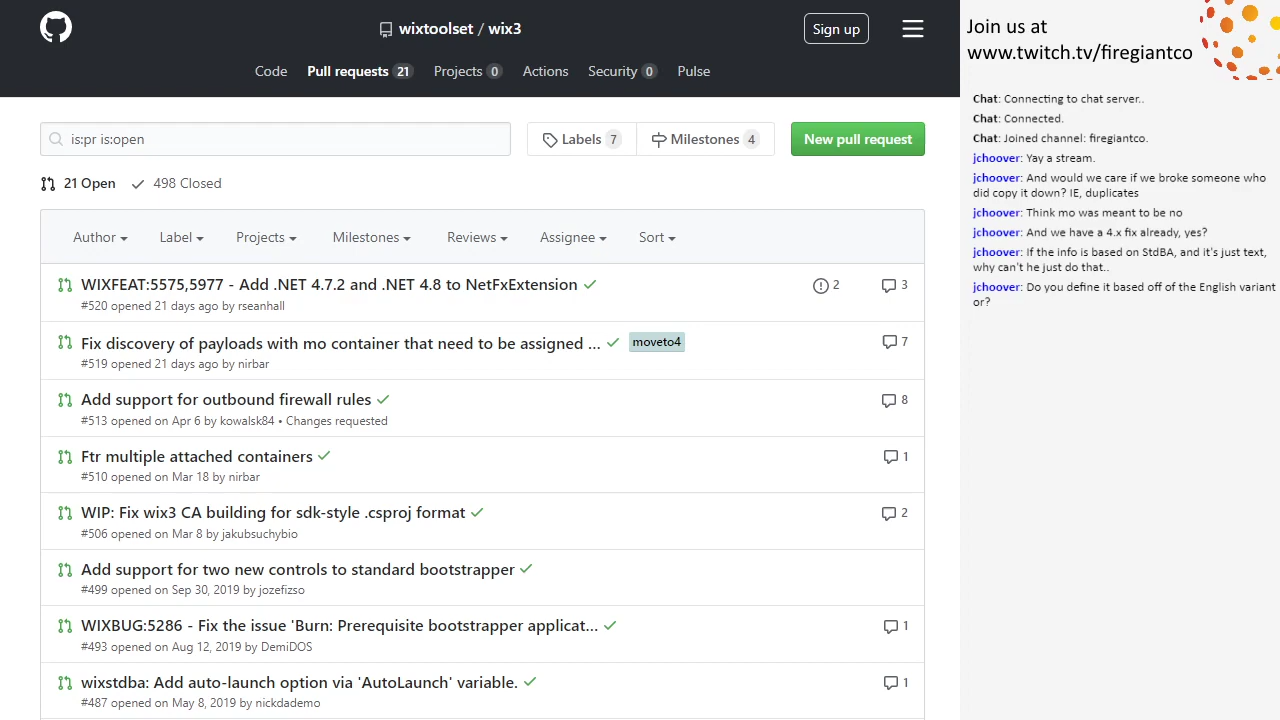 wixtoolset / wix3
Sign up
Code
Pull requests 21
Projects 0
Actions
Security 0
Pulse
is:pr is:open
Labels 7
Milestones 4
New pull request
21 Open
498 Closed
Author
Label
Projects
Milestones
Reviews
Assignee
Sort
WIXFEAT:5575,5977 - Add .NET 4.7.2 and .NET 4.8 to NetFxExtension
2
3
#520 opened 21 days ago by rseanhall
Fix discovery of payloads with mo container that need to be assigned ...
moveto4
7
#519 opened 21 days ago by nirbar
Add support for outbound firewall rules
8
#513 opened on Apr 6 by kowalsk84 • Changes requested
Ftr multiple attached containers
1
#510 opened on Mar 18 by nirbar
WIP: Fix wix3 CA building for sdk-style .csproj format
2
#506 opened on Mar 8 by jakubsuchybio
Add support for two new controls to standard bootstrapper
#499 opened on Sep 30, 2019 by jozefizso
WIXBUG:5286 - Fix the issue 'Burn: Prerequisite bootstrapper applicat...
1
#493 opened on Aug 12, 2019 by DemiDOS
wixstdba: Add auto-launch option via 'AutoLaunch' variable.
1
#487 opened on May 8, 2019 by nickdademo
Join us at
www.twitch.tv/firegiantco
Chat: Connecting to chat server..
Chat: Connected.
Chat: Joined channel: firegiantco.
jchoover: Yay a stream.
jchoover: And would we care if we broke someone who
did copy it down? IE, duplicates
jchoover: Think mo was meant to be no
jchoover: And we have a 4.x fix already, yes?
jchoover: If the info is based on StdBA, and it's just text,
why can't he just do that..
jchoover: Do you define it based off of the English variant
or?